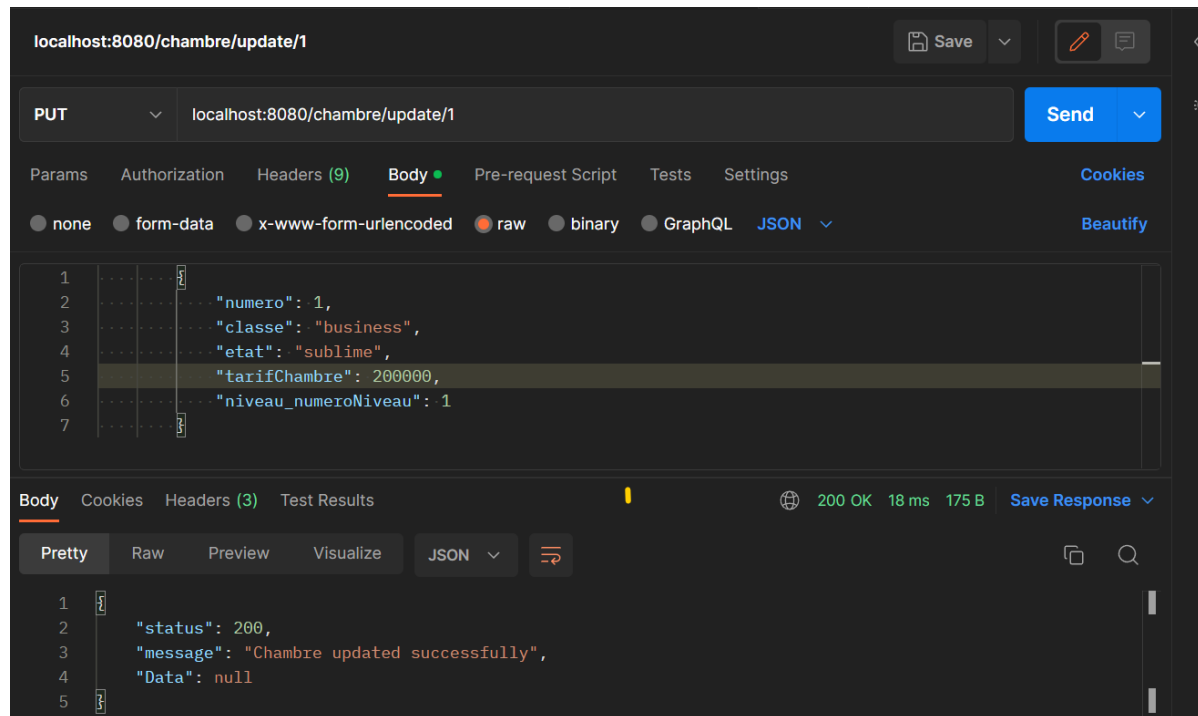 localhost:8080/chambre/update/1
Save
PUT localhost:8080/chambre/update/1 Send
Params Authorization Headers (9) Body Pre-request Script Tests Settings Cookies
none form-data x-www-form-urlencoded raw binary GraphQL JSON Beautify
1 {
2 "numero": 1,
3 "classe": "business",
4 "etat": "sublime",
5 "tarifChambre": 200000,
6 "niveau_numeroNiveau": 1
7 }
Body Cookies Headers (3) Test Results 200 OK 18 ms 175 B Save Response
Pretty Raw Preview Visualize JSON
1 {
2 "status": 200,
3 "message": "Chambre updated successfully",
4 "Data": null
5 }